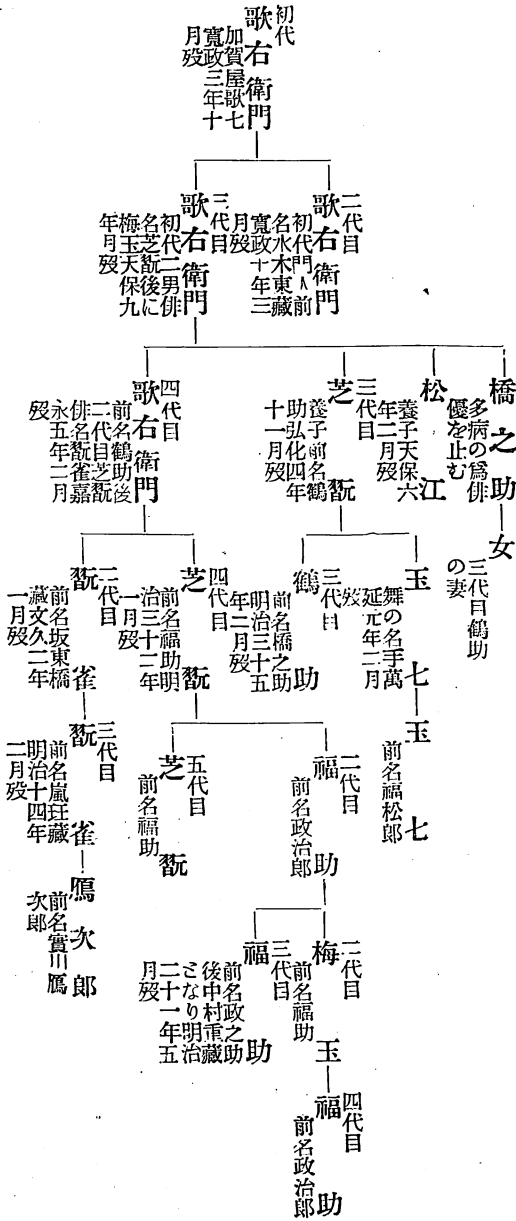 初代
歌右衛門
加賀屋歌七
寛政三年十
月歿
二代目
歌右衛門
初代門人前
名水木東藏
寛政十年三
月歿
三代目
歌右衛門
初代二男俳
名芝翫後に
梅玉天保九
年月歿
橋之助
多病の爲俳
優を止む
女
三代目鶴助
の妻
松江
養子天保六
年二月歿
三代目
芝翫
養子前名鶴
助弘化四年
十一月歿
四代目
歌右衛門
前名鶴助後
二代目芝翫
俳名翫雀嘉
永五年二月
歿
玉七
舞の名手萬
延元年二月
歿
玉七
前名福松郎
三代目
鶴助
前名橋之助
明治三十五
年二月歿
四代目
芝翫
前名福助明
治三十二年
一月歿
二代目
翫雀
前名坂東橋
藏文久二年
一月歿
三代目
翫雀
前名嵐珏藏
明治十四年
二月歿
鴈次郎
前名實川鴈
次郎
二代目
福助
前名政治郎
五代目
芝翫
前名福助
二代目
梅玉
前名福助
三代目
福助
前名政之助
後中村重藏
となり明治
二十一年五
月歿
四代目
福助
前名政治郎